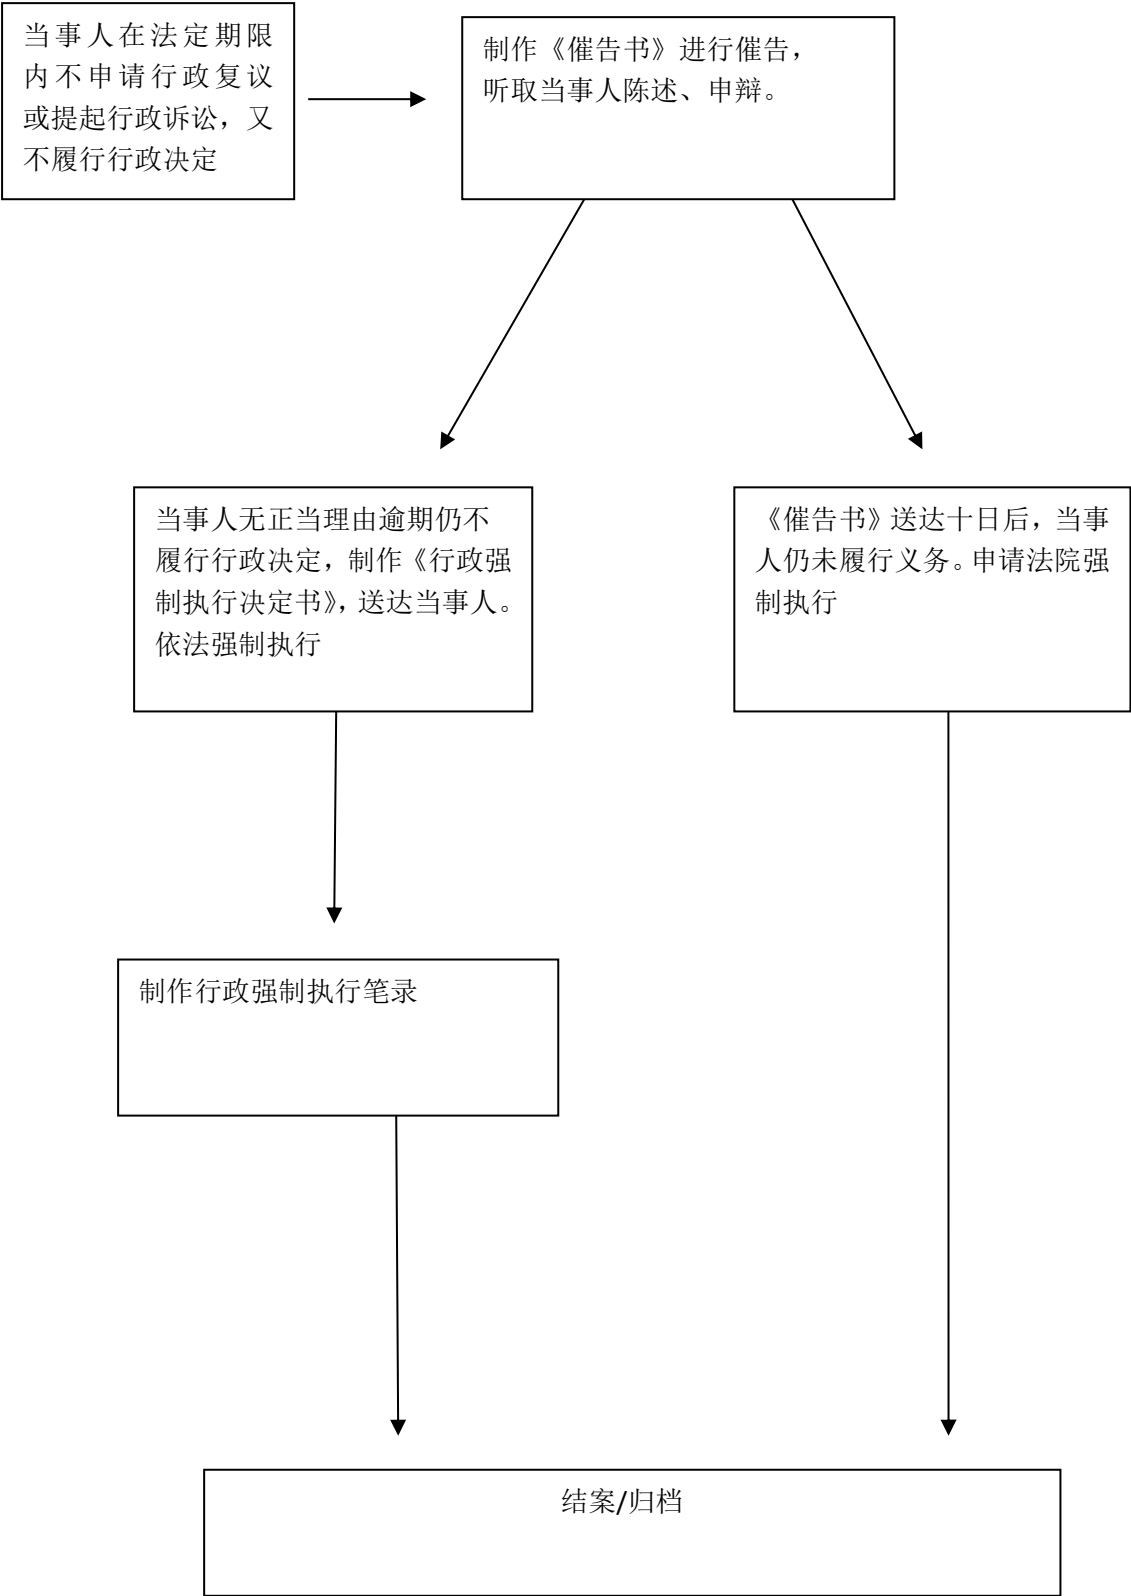 当事人在法定期限
内不申请行政复议
或提起行政诉讼，又
不履行行政决定
制作《催告书》进行催告，
听取当事人陈述、申辩。
当事人无正当理由逾期仍不
履行行政决定，制作《行政强
制执行决定书》，送达当事人。
依法强制执行
《催告书》送达十日后，当事
人仍未履行义务。申请法院强
制执行
制作行政强制执行笔录
结案/归档